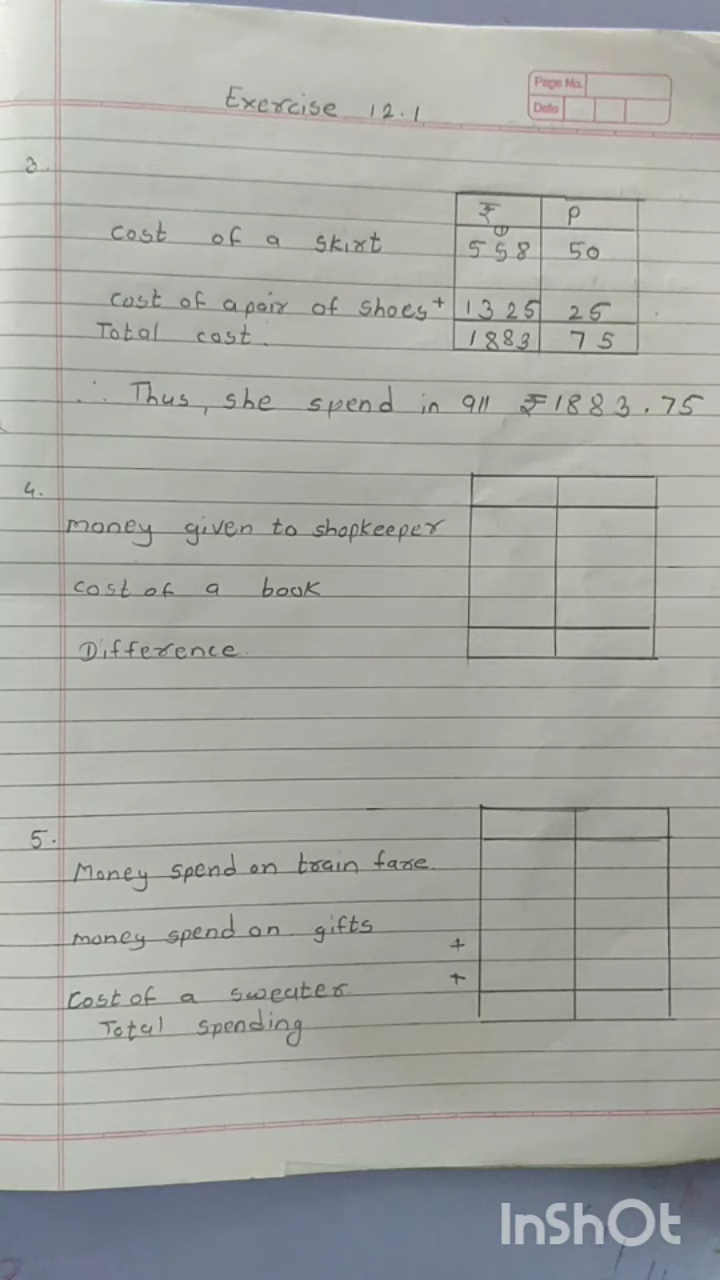 Page No.
Date
Exercise 12.1
3.
₹ P
1
Cost of a skirt 558 50
Cost of a pair of shoes + 1325 25
Total cost. 1883 75
∴ Thus, she spend in all ₹1883.75
4.
Money given to shopkeeper
Cost of a book
Difference.
5.
Money spend on train fare.
Money spend on gifts +
Cost of a sweater +
Total spending
InShOt